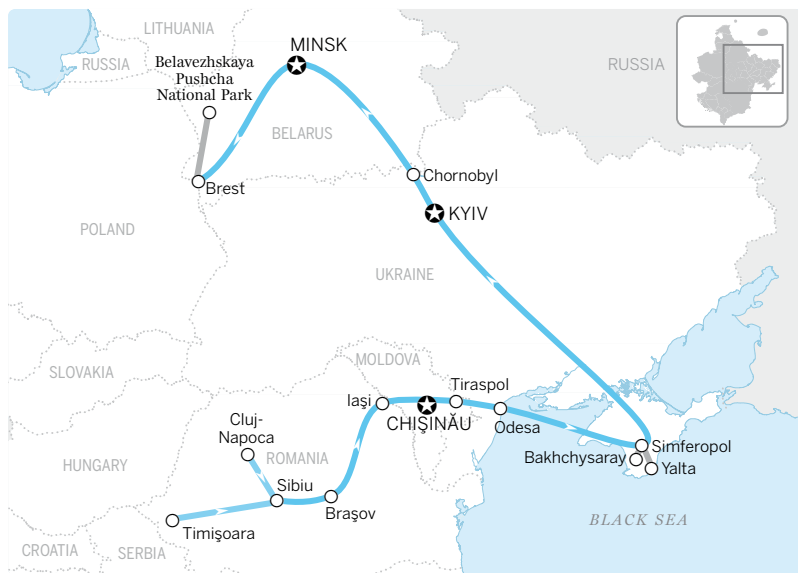 LITHUANIA
RUSSIA
Belavezhskaya
Pushcha
National Park
MINSK
RUSSIA
BELARUS
Chornobyl
Brest
KYIV
POLAND
UKRAINE
MOLDOVA
SLOVAKIA
Iaşi
Tiraspol
CHIŞINĂU
Odesa
Cluj-
Napoca
Simferopol
Bakhchysaray
Yalta
HUNGARY
ROMANIA
Sibiu
Braşov
Timişoara
BLACK SEA
CROATIA
SERBIA